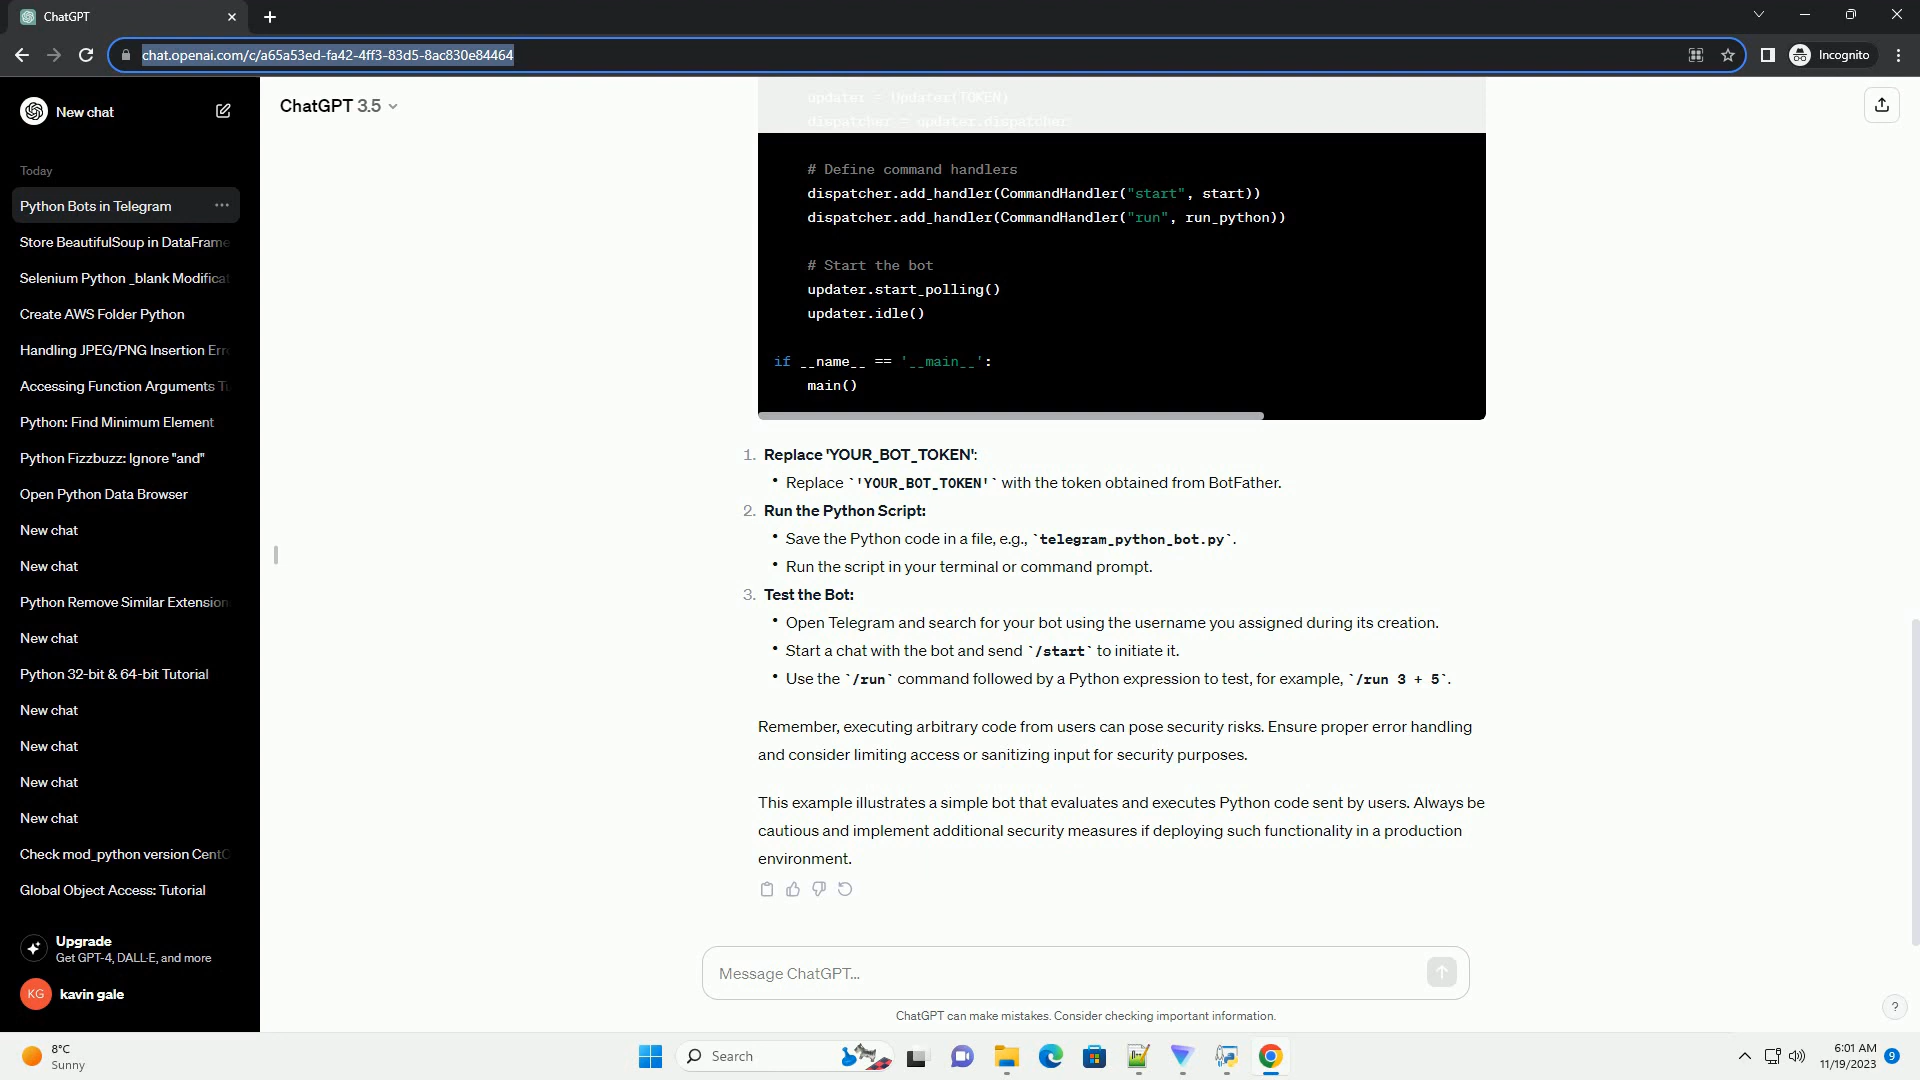 ChatGPT
chat.openai.com/c/a65a53ed-fa42-4ff3-83d5-8ac830e84464
Incognito
New chat
ChatGPT 3.5
Today
Python Bots in Telegram
Store BeautifulSoup in DataFrame
Selenium Python _blank Modificat
Create AWS Folder Python
Handling JPEG/PNG Insertion Erro
Accessing Function Arguments Tu
Python: Find Minimum Element
Python Fizzbuzz: Ignore "and"
Open Python Data Browser
New chat
New chat
Python Remove Similar Extension
New chat
Python 32-bit & 64-bit Tutorial
New chat
New chat
New chat
New chat
Check mod_python version CentO
Global Object Access: Tutorial
Upgrade
Get GPT-4, DALL·E, and more
KG
kavin gale
updater = Updater(TOKEN)
dispatcher = updater.dispatcher
# Define command handlers
dispatcher.add_handler(CommandHandler("start", start))
dispatcher.add_handler(CommandHandler("run", run_python))
# Start the bot
updater.start_polling()
updater.idle()
if __name__ == '__main__':
main()
1. Replace 'YOUR_BOT_TOKEN':
• Replace `'YOUR_BOT_TOKEN'` with the token obtained from BotFather.
2. Run the Python Script:
• Save the Python code in a file, e.g., `telegram_python_bot.py`.
• Run the script in your terminal or command prompt.
3. Test the Bot:
• Open Telegram and search for your bot using the username you assigned during its creation.
• Start a chat with the bot and send `/start` to initiate it.
• Use the `/run` command followed by a Python expression to test, for example, `/run 3 + 5`.
Remember, executing arbitrary code from users can pose security risks. Ensure proper error handling
and consider limiting access or sanitizing input for security purposes.
This example illustrates a simple bot that evaluates and executes Python code sent by users. Always be
cautious and implement additional security measures if deploying such functionality in a production
environment.
Message ChatGPT...
ChatGPT can make mistakes. Consider checking important information.
?
8°C
Sunny
Search
6:01 AM
11/19/2023
9